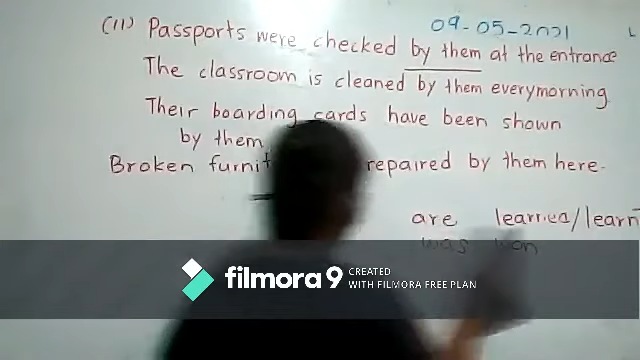 09-05-2021 L
(11) Passports were checked by them at the entrance
The classroom is cleaned by them everymorning
Their boarding cards have been shown
by them
Broken furnit repaired by them here.
are learned/learn
was won
filmora 9 CREATED
WITH FILMORA FREE PLAN